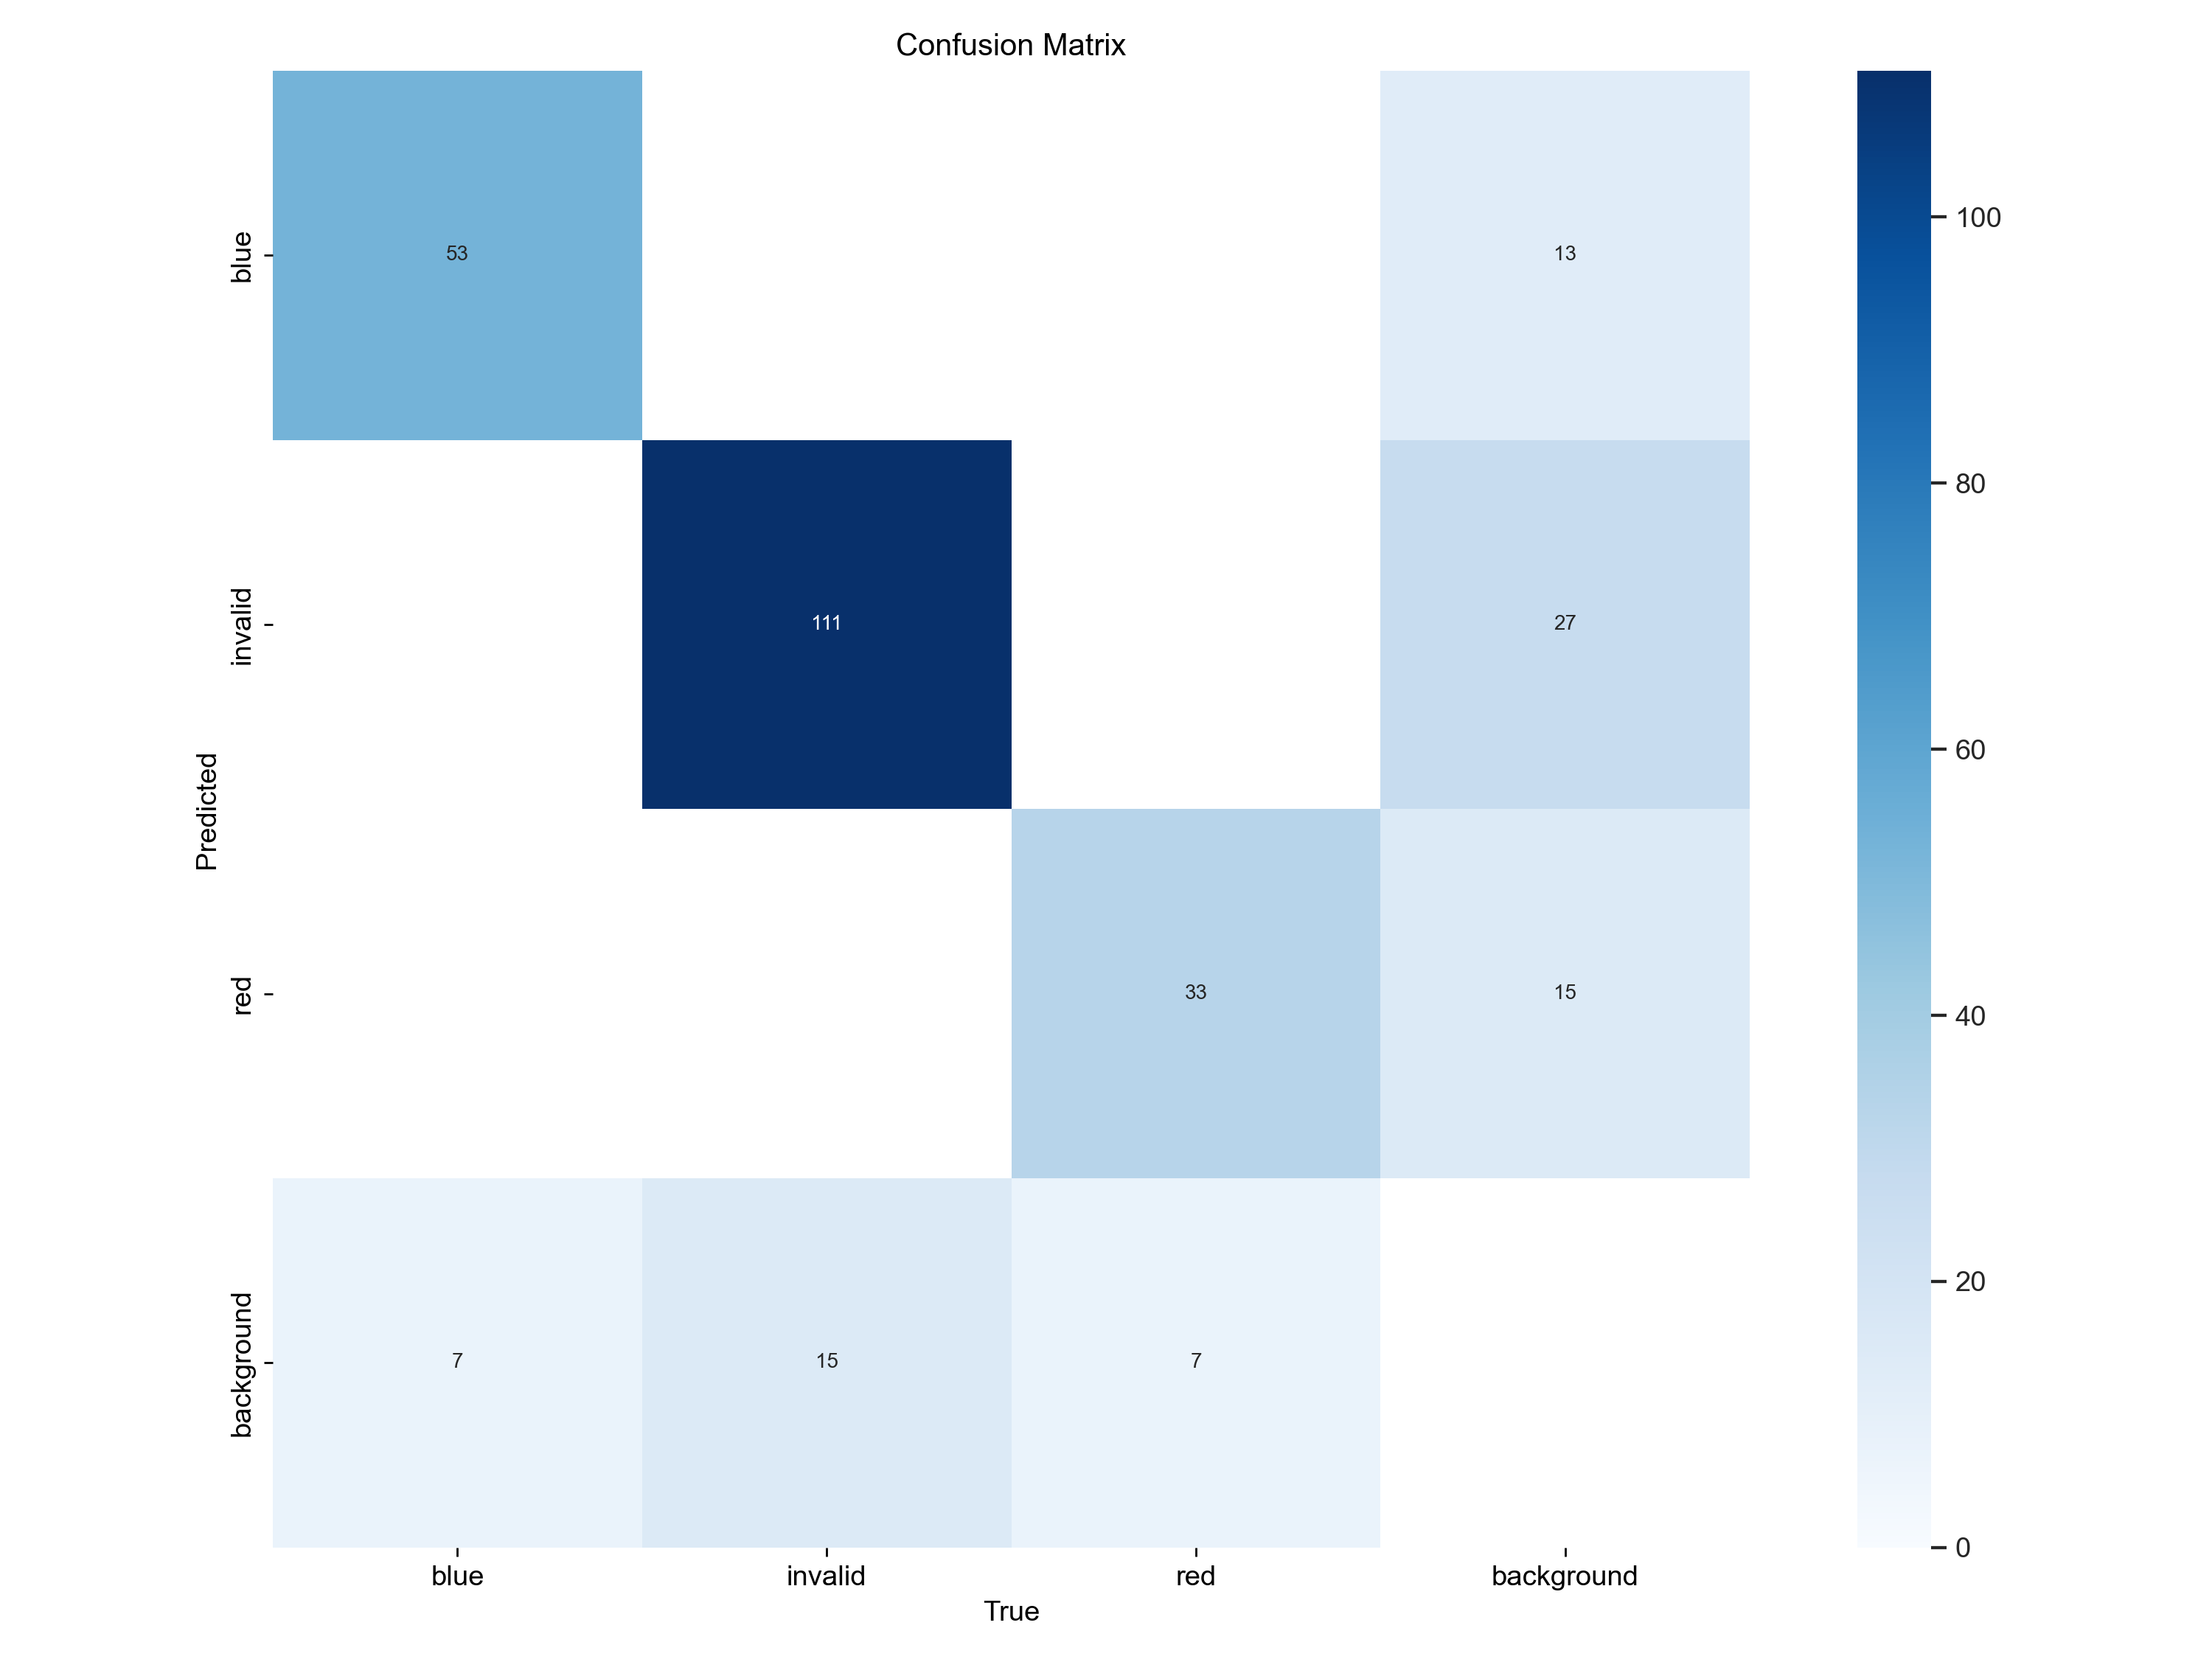 Confusion Matrix
blue
53
13
100
80
invalid
111
27
60
Predicted
red
33
15
40
20
background
7
15
7
0
blue
invalid
red
background
True